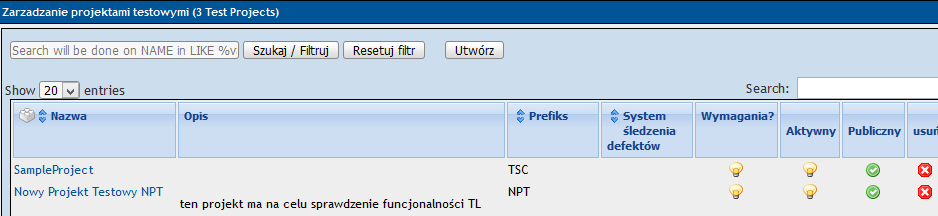 Zarzadzanie projektami testowymi (3 Test Projects)
Search will be done on NAME in LIKE %v Szukaj / Filtruj Resetuj filtr Utwórz
Show 20 entries Search:
Nazwa Opis Prefiks System śledzenia defektów Wymagania? Aktywny Publiczny usuń
SampleProject TSC
Nowy Projekt Testowy NPT NPT
ten projekt ma na celu sprawdzenie funcjonalności TL